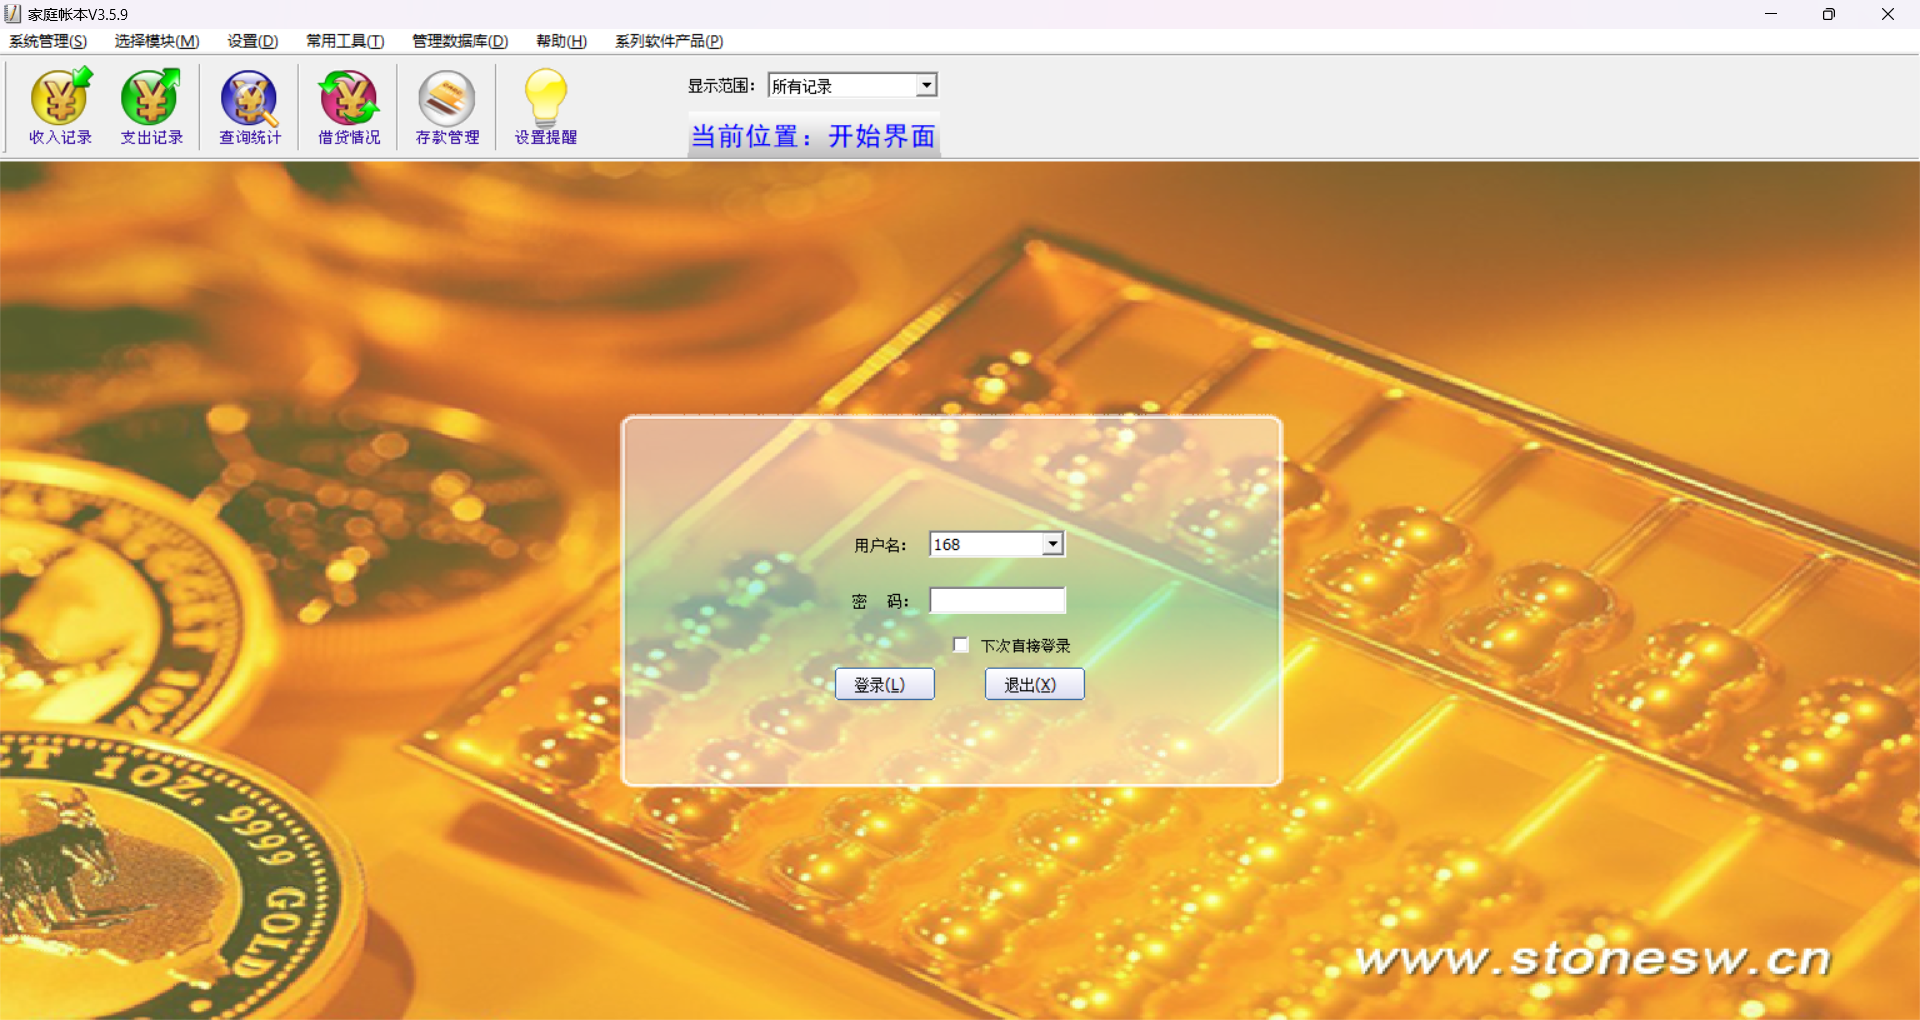 家庭帐本V3.5.9
系统管理(S) 选择模块(M) 设置(D) 常用工具(T) 管理数据库(D) 帮助(H) 系列软件产品(P)
收入记录 支出记录 查询统计 借贷情况 存款管理 设置提醒
显示范围： 所有记录
当前位置：开始界面
用户名： 168
密 码：
下次直接登录
登录(L) 退出(X)
1OZ. 9999 GOLD
www.stonesw.cn